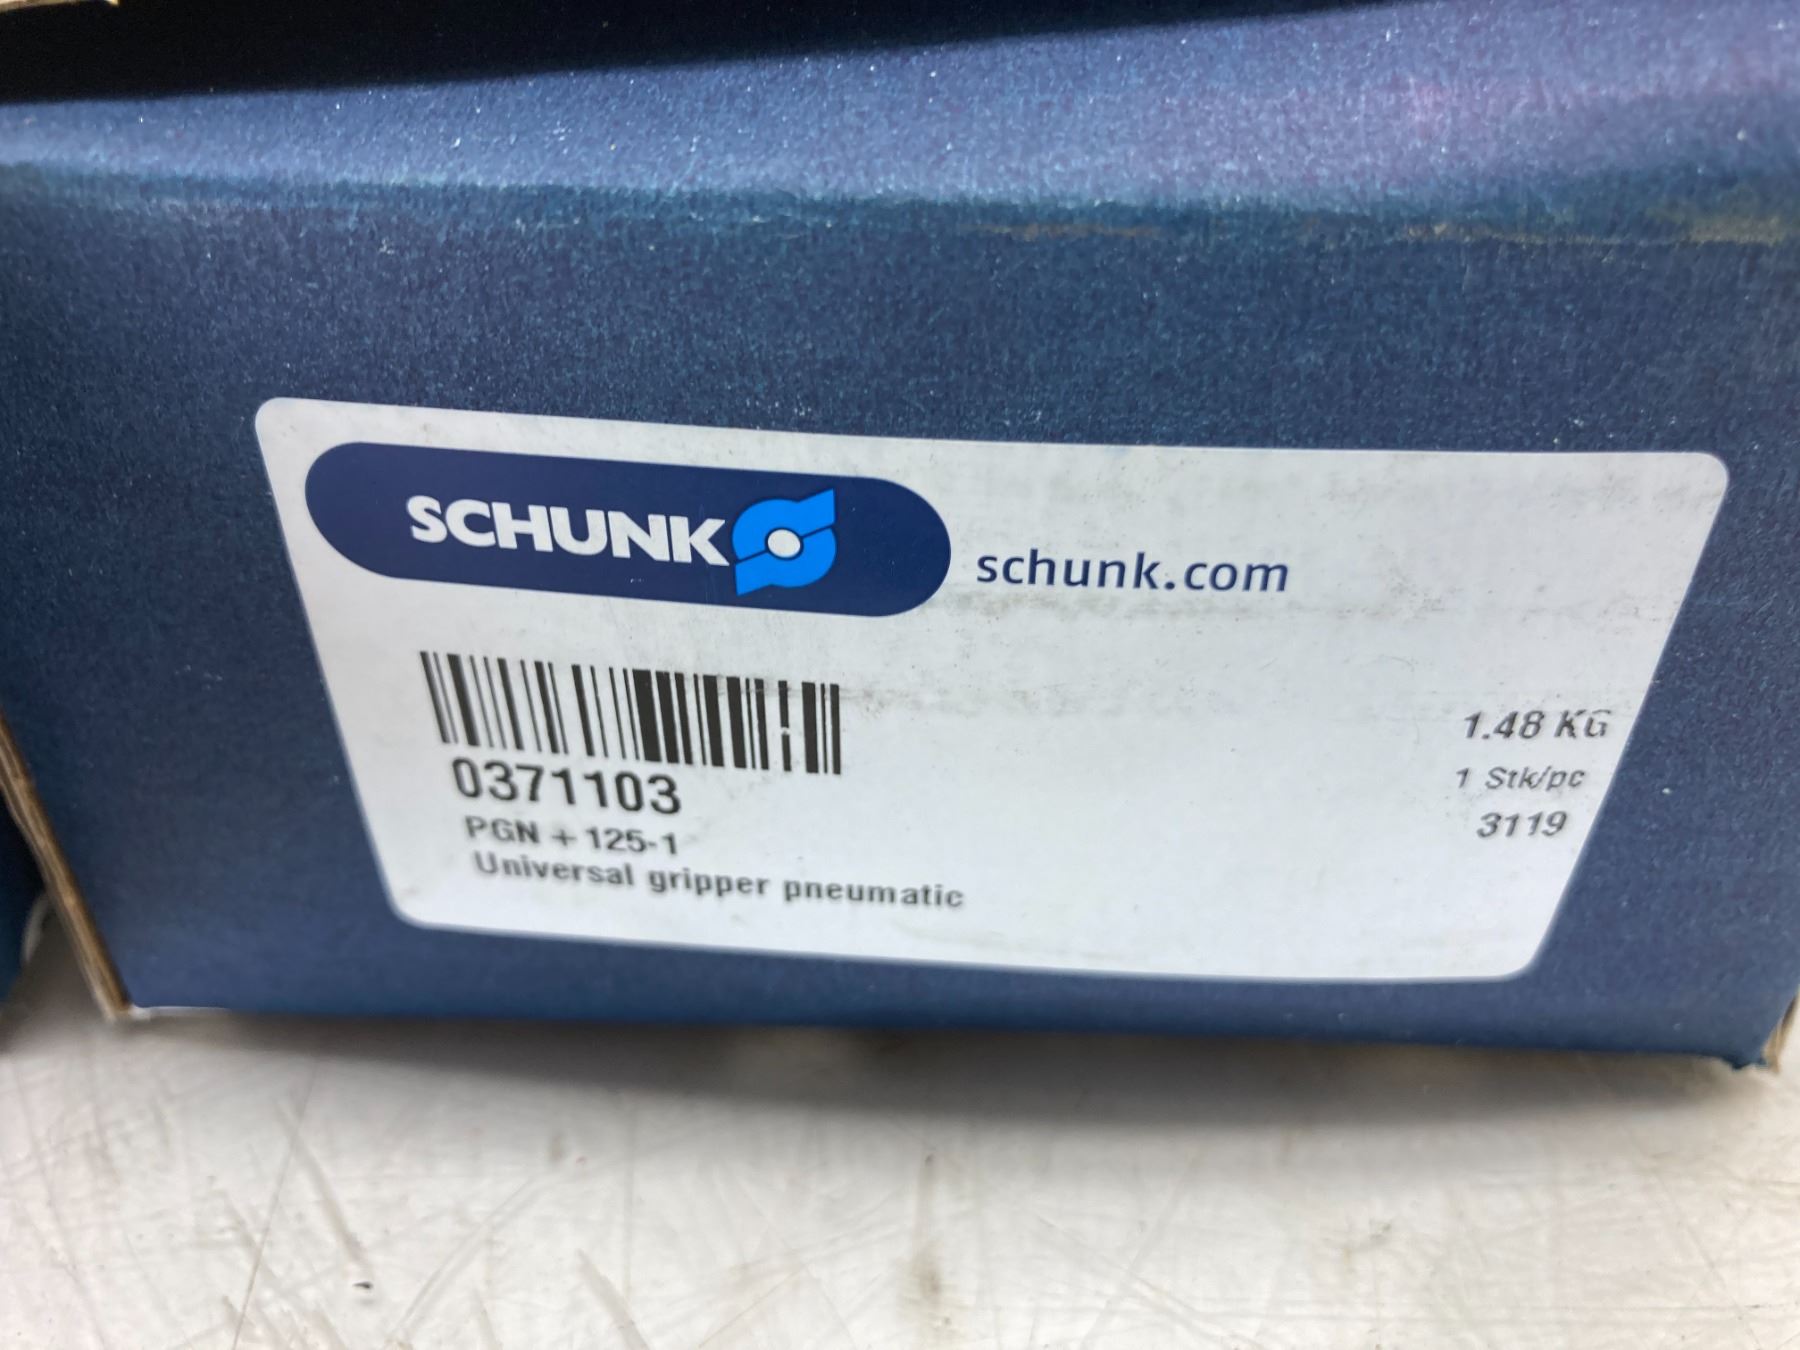 SCHUNK
schunk.com
0371103
PGN + 125-1
Universal gripper pneumatic
1.48 KG
1 Stk/pc
3119